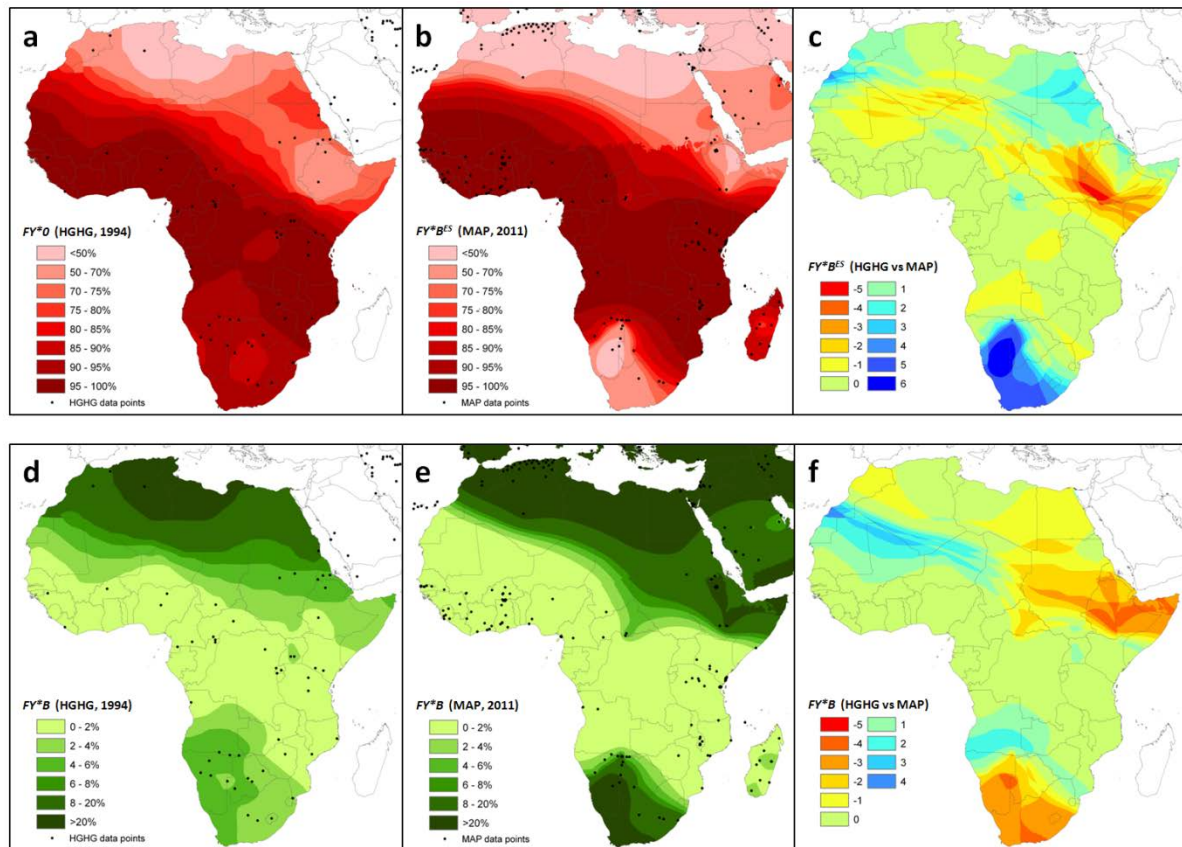 a
FY*0 (HGHG, 1994)
<50%
50 - 70%
70 - 75%
75 - 80%
80 - 85%
85 - 90%
90 - 95%
95 - 100%
HGHG data points
b
FY*B^ES (MAP, 2011)
<50%
50 - 70%
70 - 75%
75 - 80%
80 - 85%
85 - 90%
90 - 95%
95 - 100%
MAP data points
c
FY*B^ES (HGHG vs MAP)
-5 1
-4 2
-3 3
-2 4
-1 5
0 6
d
FY*B (HGHG, 1994)
0 - 2%
2 - 4%
4 - 6%
6 - 8%
8 - 20%
>20%
HGHG data points
e
FY*B (MAP, 2011)
0 - 2%
2 - 4%
4 - 6%
6 - 8%
8 - 20%
>20%
MAP data points
f
FY*B (HGHG vs MAP)
-5 1
-4 2
-3 3
-2 4
-1
0